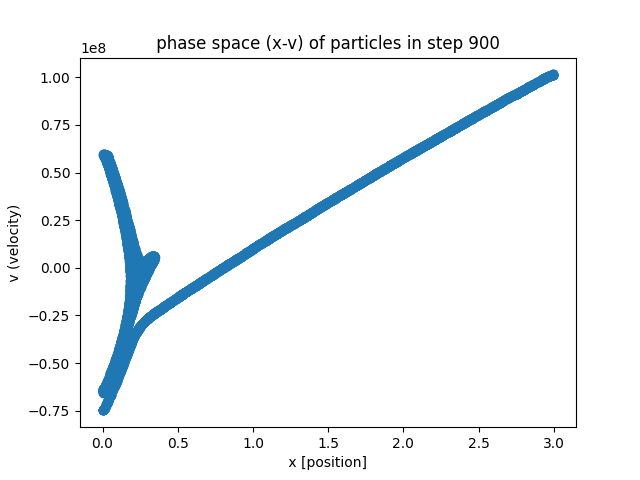 phase space (x-v) of particles in step 900
1e8
1.00
0.75
0.50
0.25
0.00
−0.25
−0.50
−0.75
v (velocity)
0.0 0.5 1.0 1.5 2.0 2.5 3.0
x [position]